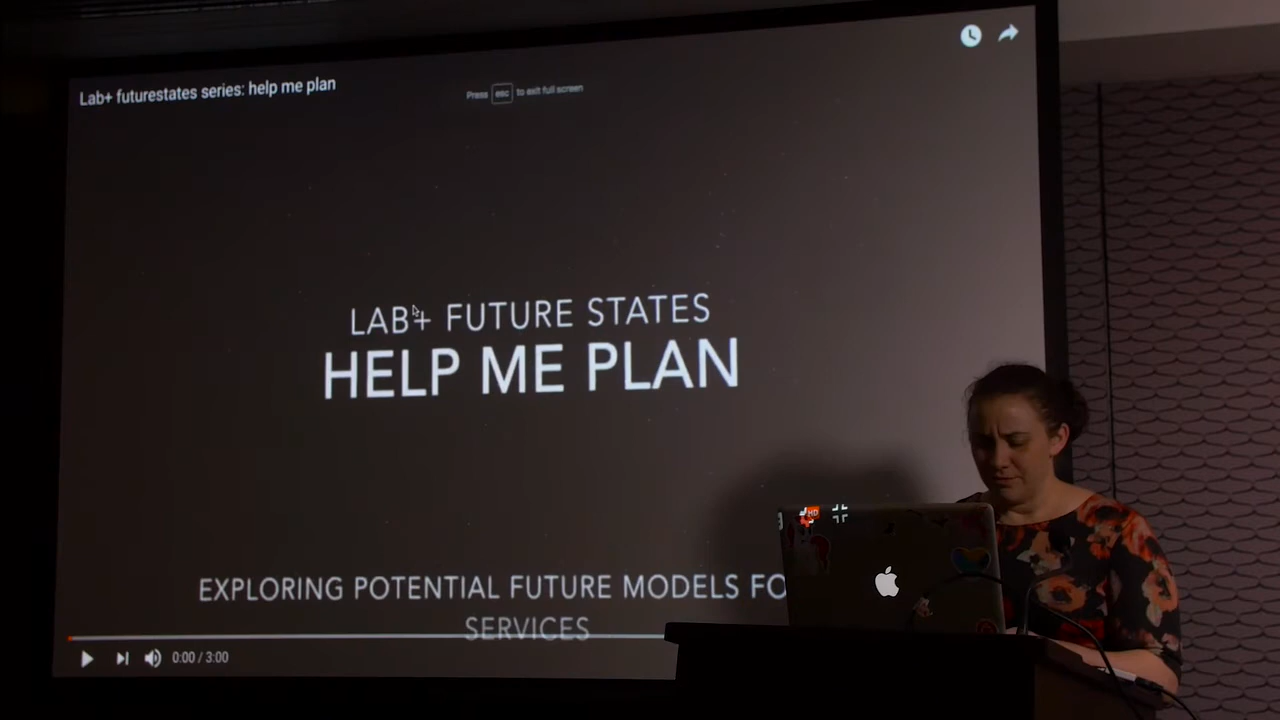 Lab+ futurestates series: help me plan
Press esc to exit full screen
LAB+ FUTURE STATES
HELP ME PLAN
EXPLORING POTENTIAL FUTURE MODELS
SERVICES
0:00 / 3:00
HD